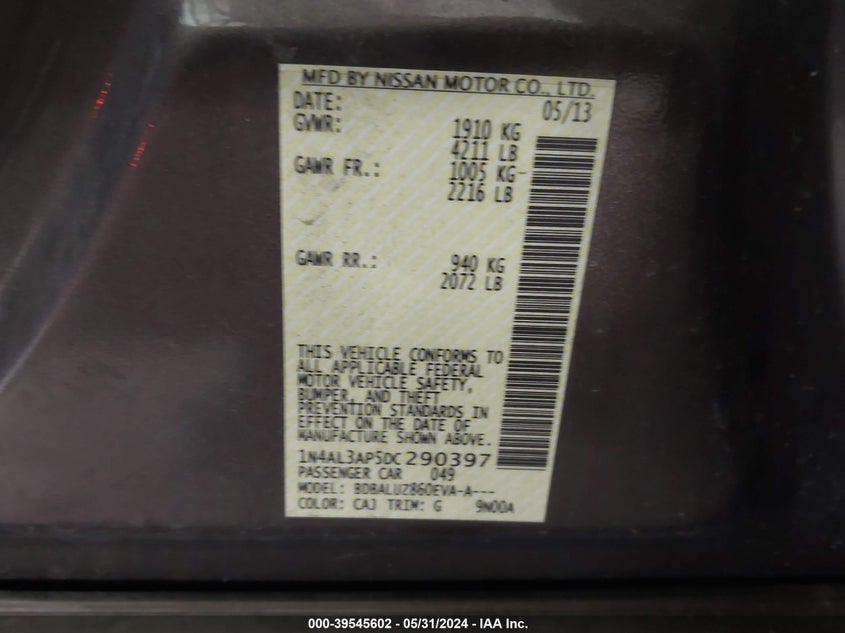 MFD BY NISSAN MOTOR CO., LTD.
DATE: 05/13
GVWR: 1910 KG
4211 LB
GAWR FR.: 1005 KG
2216 LB
GAWR RR.: 940 KG
2072 LB
THIS VEHICLE CONFORMS TO
ALL APPLICABLE FEDERAL
MOTOR VEHICLE SAFETY,
BUMPER, AND THEFT
PREVENTION STANDARDS IN
EFFECT ON THE DATE OF
MANUFACTURE SHOWN ABOVE.
1N4AL3AP5DC290397
PASSENGER CAR 049
MODEL: BDBALUZ860EVA-A---
COLOR: CAJ TRIM: G 9N00A
000-39545602 - 05/31/2024 - IAA Inc.